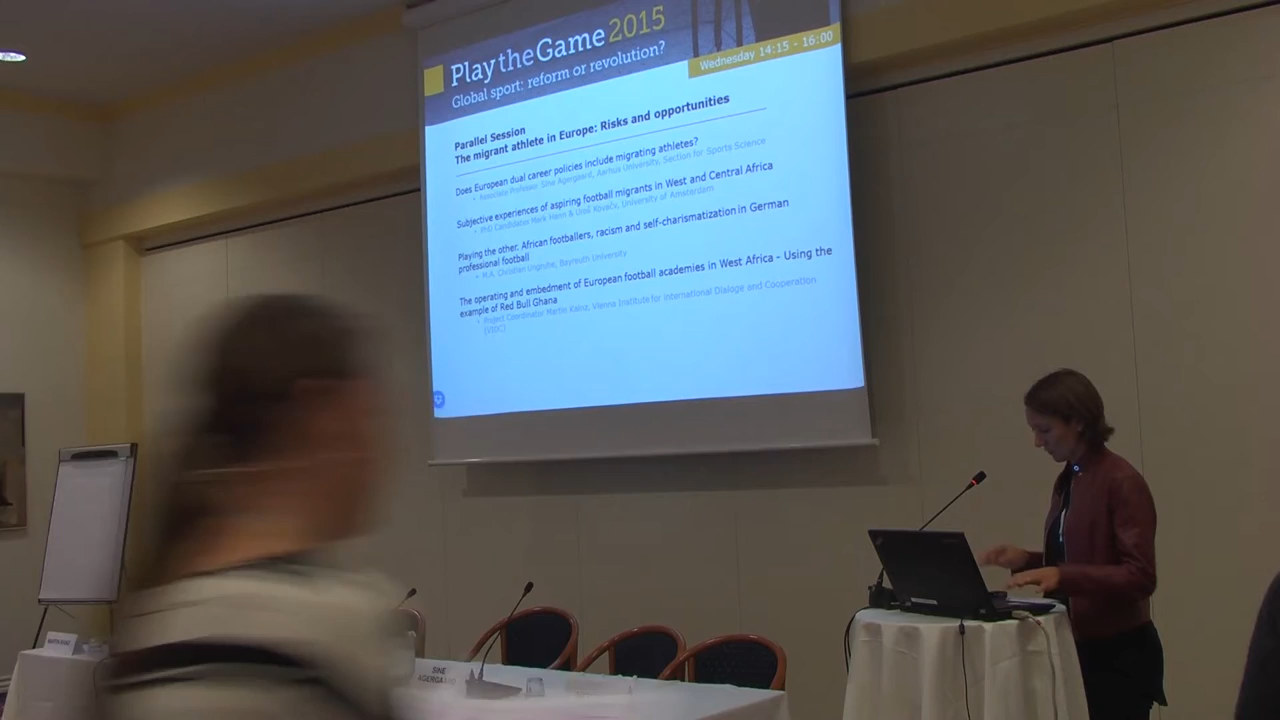 Play the Game 2015
Global sport: reform or revolution?
Wednesday 14:15 - 16:00
Parallel Session
The migrant athlete in Europe: Risks and opportunities
Does European dual career policies include migrating athletes?
• Associate Professor Sine Agergaard, Aarhus University, Section for Sports Science
Subjective experiences of aspiring football migrants in West and Central Africa
• PhD Candidates Mark Hann & Uroš Kovač, University of Amsterdam
Playing the other. African footballers, racism and self-charismatization in German
professional football
• M.A. Christian Ungruhe, Bayreuth University
The operating and embedment of European football academies in West Africa - Using the
example of Red Bull Ghana
• Project Coordinator Martin Kainz, Vienna Institute for International Dialoge and Cooperation
(VIDC)
SINE
AGERGAARD